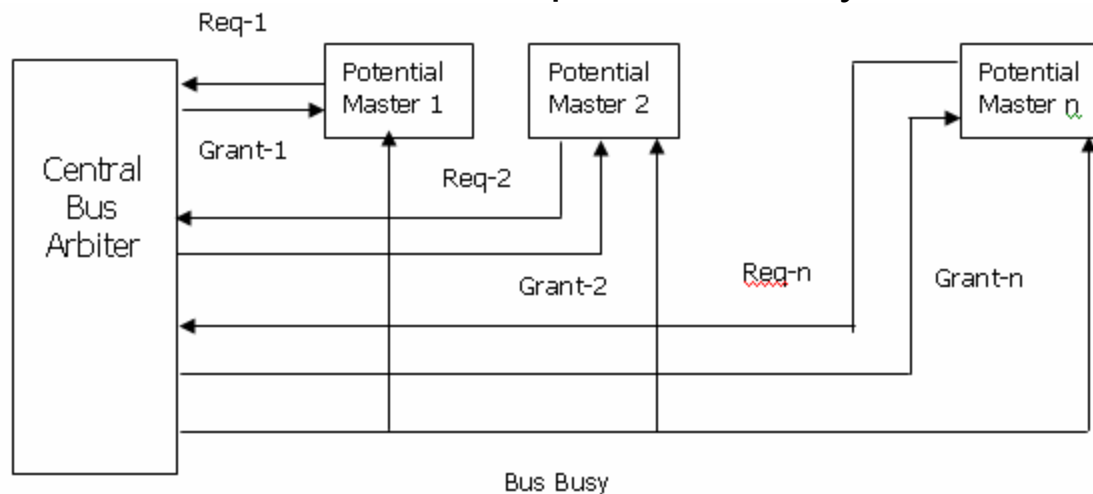 Req-1
Potential
Master 1
Potential
Master 2
Potential
Master n
Grant-1
Central
Bus
Arbiter
Req-2
Grant-2
Req-n
Grant-n
Bus Busy